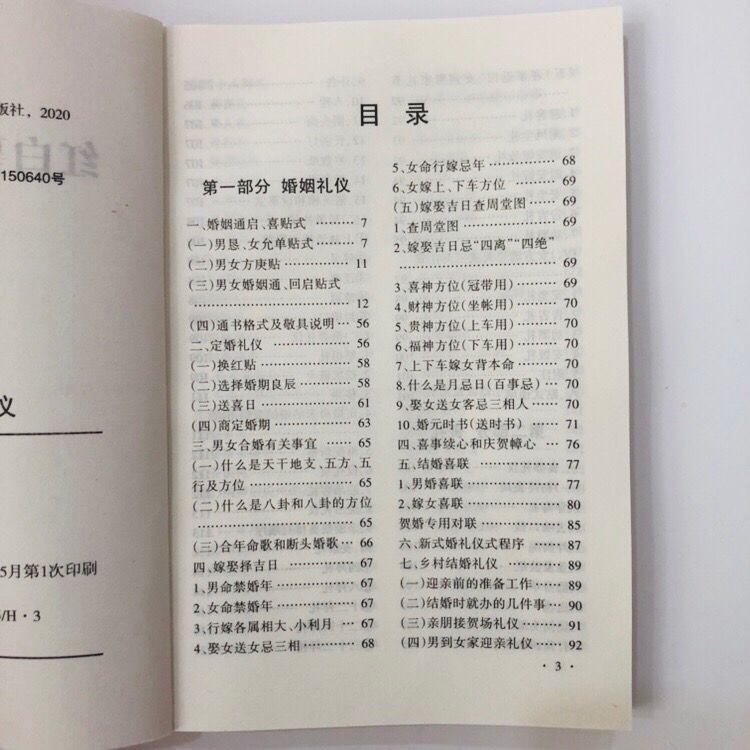 版社，2020
150640号
仪
5月第1次印刷
/H·3
目 录
第一部分 婚姻礼仪
一、婚姻通启、喜贴式 ………… 7
(一)男恳、女允单贴式 ………… 7
(二)男女方庚贴 ………… 11
(三)男女婚姻通、回启贴式
………… 12
(四)通书格式及敬具说明 … 56
二、定婚礼仪 ………… 56
(一)换红贴 ………… 58
(二)选择婚期良辰 ………… 58
(三)送喜日 ………… 61
(四)商定婚期 ………… 63
三、男女合婚有关事宜 ……… 65
(一)什么是天干地支、五方、五
行及方位 ………… 65
(二)什么是八卦和八卦的方位
………… 65
(三)合年命歌和断头婚歌 … 66
四、嫁娶择吉日 ………… 67
1、男命禁婚年 ………… 67
2、女命禁婚年 ………… 67
3、行嫁各属相大、小利月 …… 67
4、娶女送女忌三相 ………… 68
5、女命行嫁忌年 ………… 68
6、女嫁上、下车方位 ………… 69
(五)嫁娶吉日查周堂图 …… 69
1、查周堂图 ………… 69
2、嫁娶吉日忌“四离”“四绝”
………… 69
3、喜神方位(冠带用) ……… 69
4、财神方位(坐帐用) ……… 70
5、贵神方位(上车用) ……… 70
6、福神方位(下车用) ……… 70
7、上下车嫁女背本命 ……… 70
8、什么是月忌日(百事忌) … 70
9、娶女送女客忌三相人 …… 70
10、婚元时书(送时书) …… 71
四、喜事续心和庆贺幛心 … 76
五、结婚喜联 ………… 77
1、男婚喜联 ………… 77
2、嫁女喜联 ………… 80
贺婚专用对联 ………… 85
六、新式婚礼仪式程序 …… 87
七、乡村结婚礼仪 ………… 89
(一)迎亲前的准备工作 …… 89
(二)结婚时就办的几件事 … 90
(三)亲朋接贺场礼仪 ……… 91
(四)男到女家迎亲礼仪 …… 92
·3·